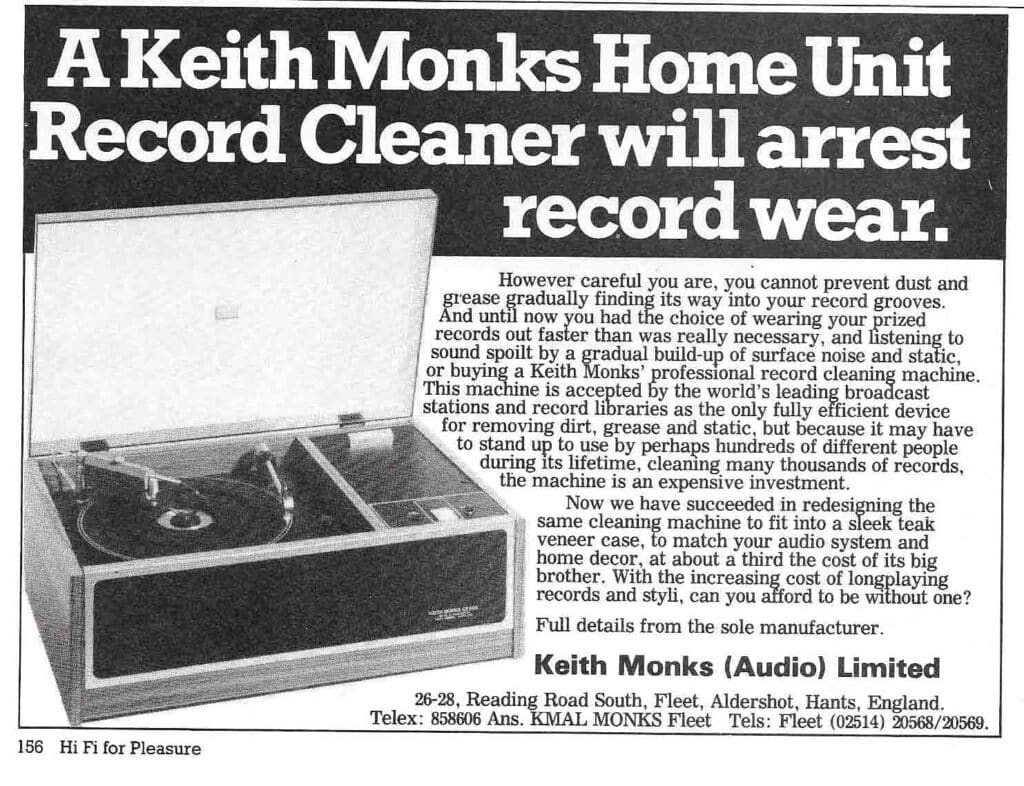 A Keith Monks Home Unit
Record Cleaner will arrest
record wear.
However careful you are, you cannot prevent dust and
grease gradually finding its way into your record grooves.
And until now you had the choice of wearing your prized
records out faster than was really necessary, and listening to
sound spoilt by a gradual build-up of surface noise and static,
or buying a Keith Monks' professional record cleaning machine.
This machine is accepted by the world's leading broadcast
stations and record libraries as the only fully efficient device
for removing dirt, grease and static, but because it may have
to stand up to use by perhaps hundreds of different people
during its lifetime, cleaning many thousands of records,
the machine is an expensive investment.
Now we have succeeded in redesigning the
same cleaning machine to fit into a sleek teak
veneer case, to match your audio system and
home decor, at about a third the cost of its big
brother. With the increasing cost of longplaying
records and styli, can you afford to be without one?
Full details from the sole manufacturer.
Keith Monks (Audio) Limited
26-28, Reading Road South, Fleet, Aldershot, Hants, England.
Telex: 858606 Ans. KMAL MONKS Fleet Tels: Fleet (02514) 20568/20569.
KEITH MONKS
156 Hi Fi for Pleasure